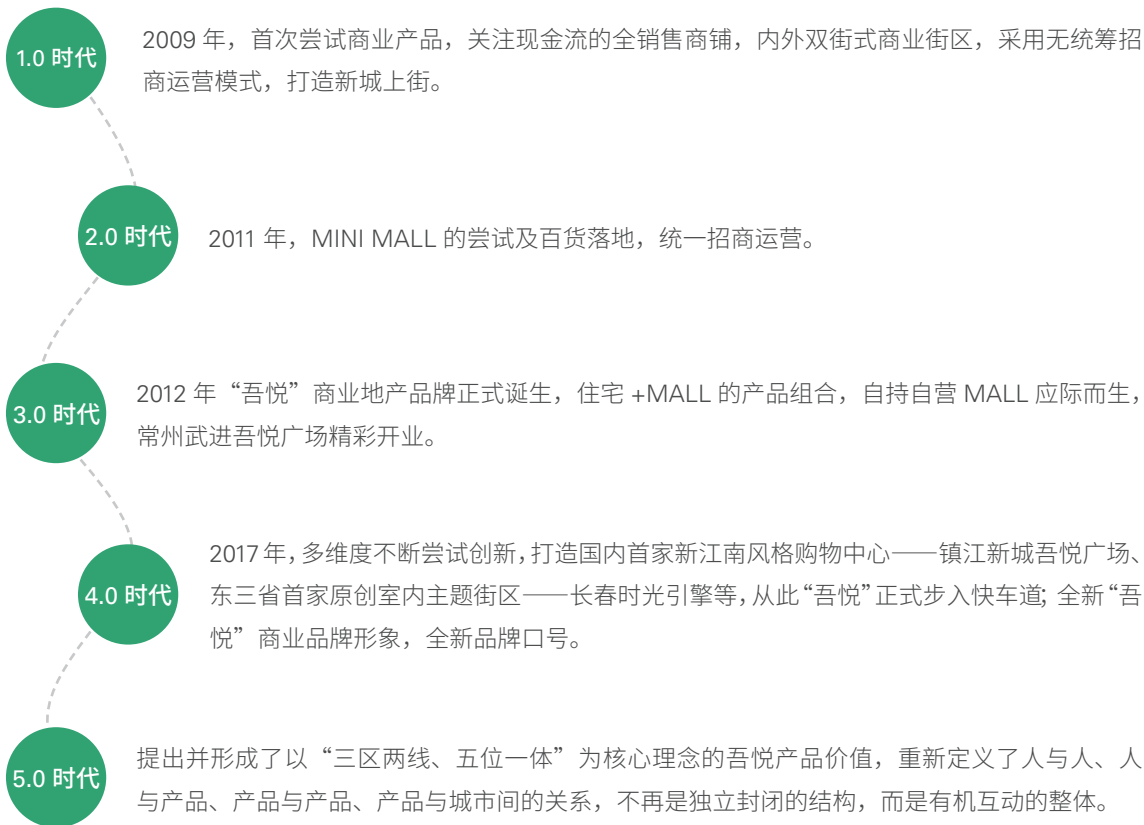 1.0 时代
2009 年，首次尝试商业产品，关注现金流的全销售商铺，内外双街式商业街区，采用无统筹招
商运营模式，打造新城上街。
2.0 时代
2011 年，MINI MALL 的尝试及百货落地，统一招商运营。
3.0 时代
2012 年“吾悦”商业地产品牌正式诞生，住宅 +MALL 的产品组合，自持自营 MALL 应际而生，
常州武进吾悦广场精彩开业。
4.0 时代
2017年，多维度不断尝试创新，打造国内首家新江南风格购物中心——镇江新城吾悦广场、
东三省首家原创室内主题街区——长春时光引擎等，从此“吾悦”正式步入快车道；全新“吾
悦”商业品牌形象，全新品牌口号。
5.0 时代
提出并形成了以“三区两线、五位一体”为核心理念的吾悦产品价值，重新定义了人与人、人
与产品、产品与产品、产品与城市间的关系，不再是独立封闭的结构，而是有机互动的整体。